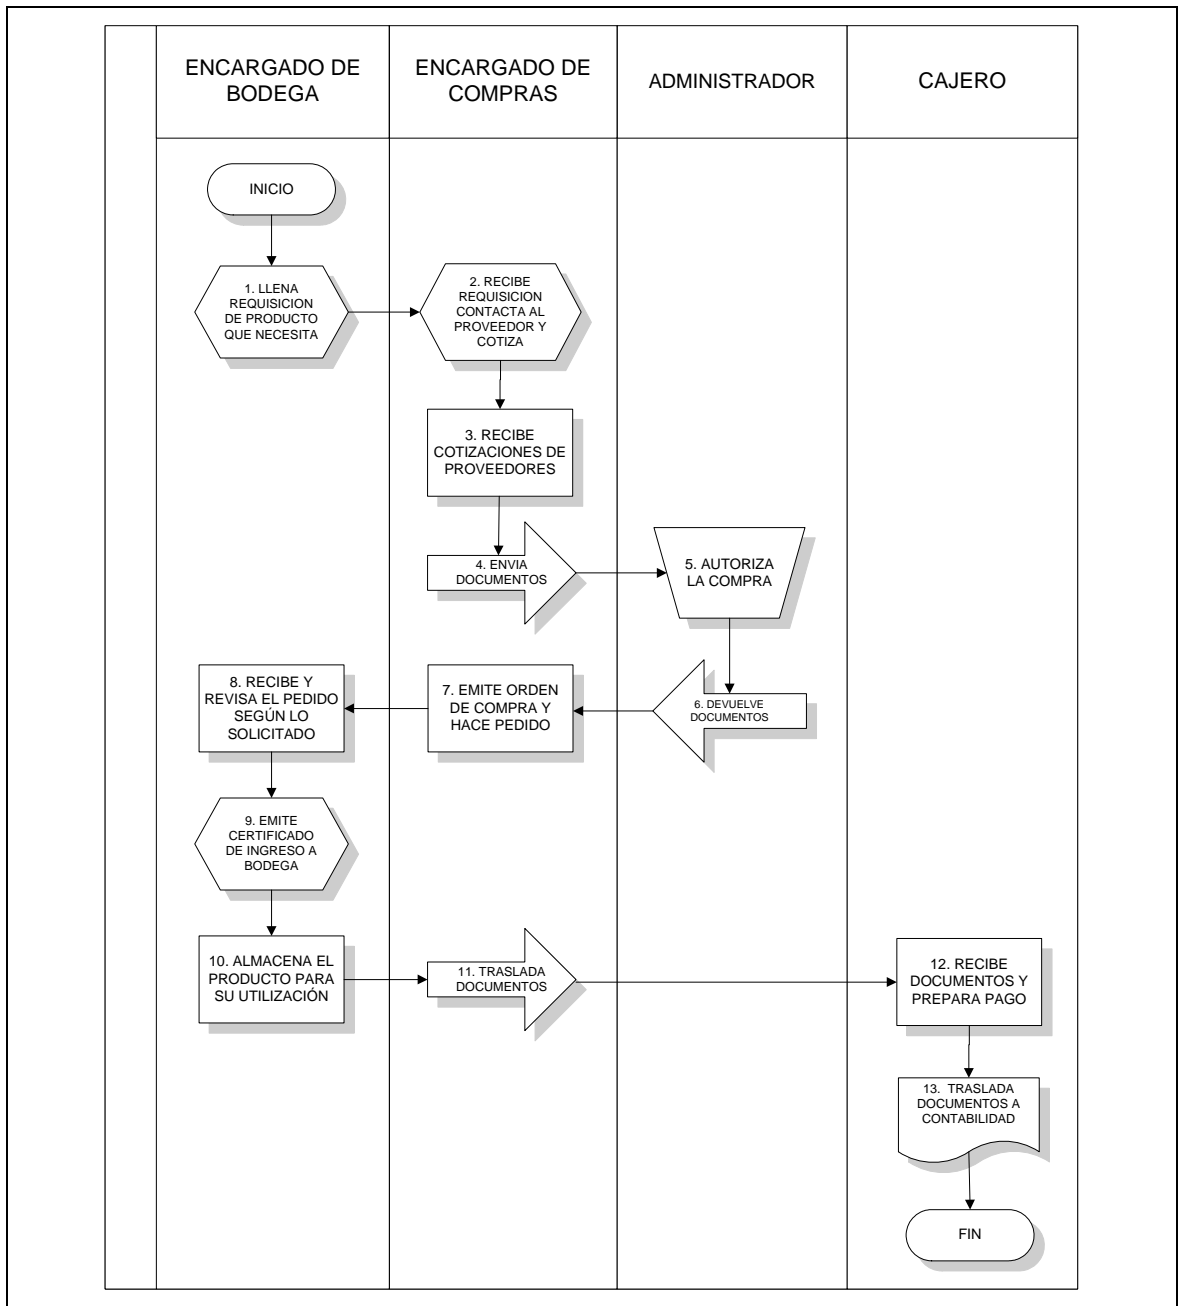 ENCARGADO DE
BODEGA
ENCARGADO DE
COMPRAS
ADMINISTRADOR
CAJERO
INICIO
1. LLENA
REQUISICION
DE PRODUCTO
QUE NECESITA
2. RECIBE
REQUISICION
CONTACTA AL
PROVEEDOR Y
COTIZA
3. RECIBE
COTIZACIONES DE
PROVEEDORES
4. ENVIA
DOCUMENTOS
5. AUTORIZA
LA COMPRA
6. DEVUELVE
DOCUMENTOS
7. EMITE ORDEN
DE COMPRA Y
HACE PEDIDO
8. RECIBE Y
REVISA EL PEDIDO
SEGÚN LO
SOLICITADO
9. EMITE
CERTIFICADO
DE INGRESO A
BODEGA
10. ALMACENA EL
PRODUCTO PARA
SU UTILIZACIÓN
11. TRASLADA
DOCUMENTOS
12. RECIBE
DOCUMENTOS Y
PREPARA PAGO
13. TRASLADA
DOCUMENTOS A
CONTABILIDAD
FIN